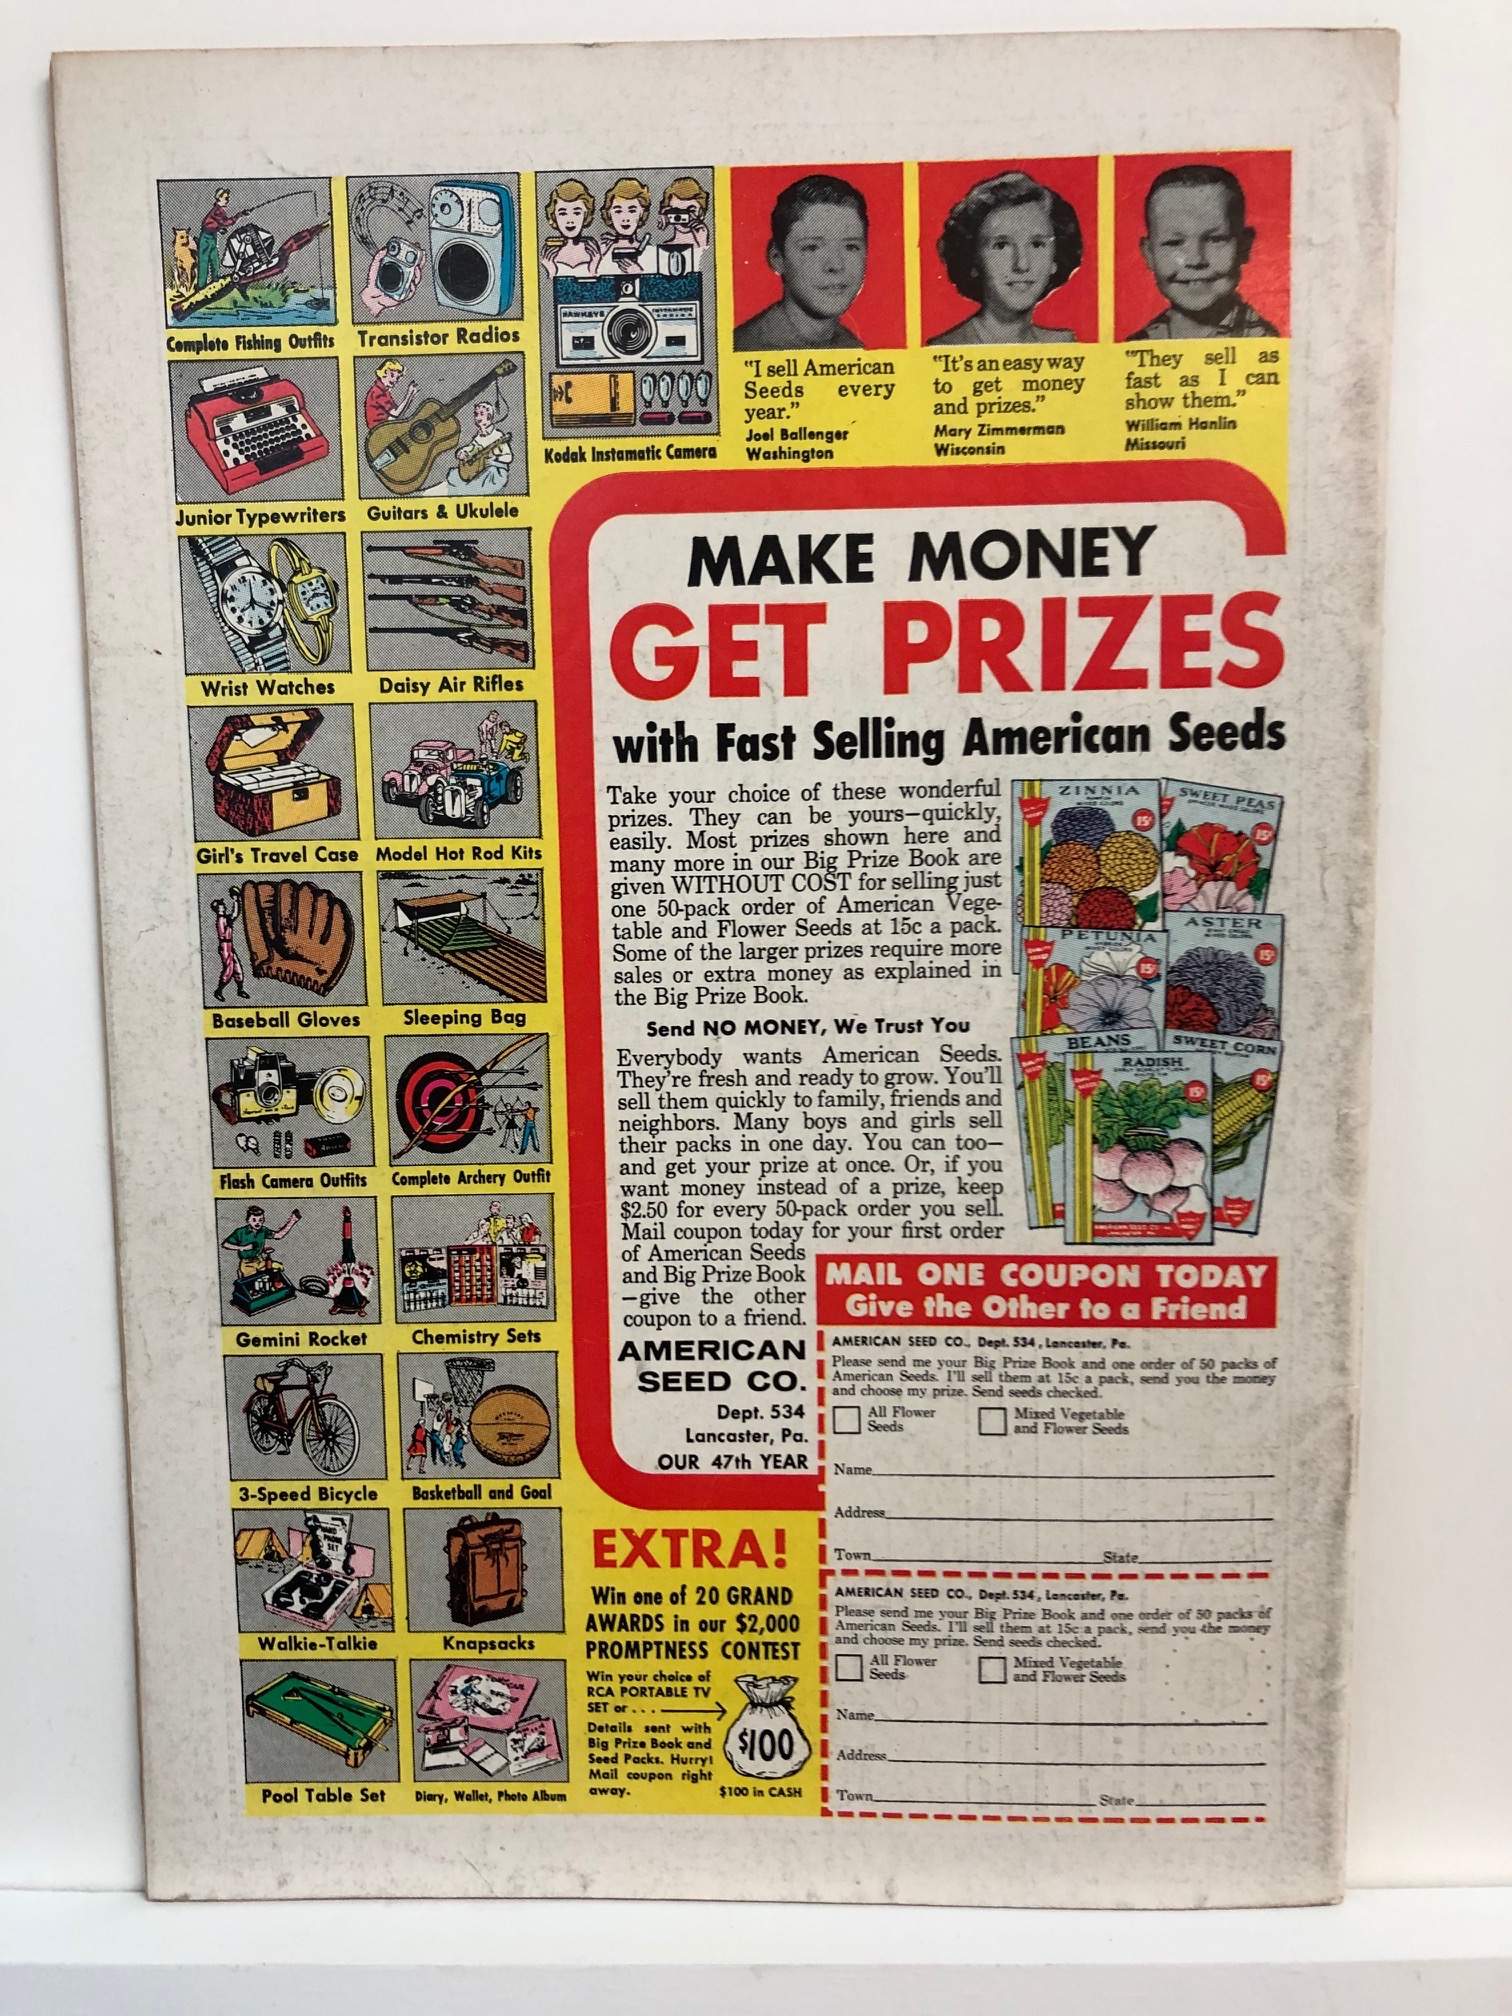 Complete Fishing Outfits
Transistor Radios
HAWKEYE
INSTAMATIC
Kodak Instamatic Camera
Junior Typewriters
Guitars & Ukulele
Wrist Watches
Daisy Air Rifles
Girl's Travel Case
Model Hot Rod Kits
Baseball Gloves
Sleeping Bag
Flash Camera Outfits
Complete Archery Outfit
Gemini Rocket
Chemistry Sets
3-Speed Bicycle
Basketball and Goal
Walkie-Talkie
Knapsacks
Pool Table Set
Diary, Wallet, Photo Album
"I sell American
Seeds every
year."
Joel Ballenger
Washington
"It's an easy way
to get money
and prizes."
Mary Zimmerman
Wisconsin
"They sell as
fast as I can
show them."
William Hanlin
Missouri
MAKE MONEY
GET PRIZES
with Fast Selling American Seeds
Take your choice of these wonderful
prizes. They can be yours—quickly,
easily. Most prizes shown here and
many more in our Big Prize Book are
given WITHOUT COST for selling just
one 50-pack order of American Vege-
table and Flower Seeds at 15c a pack.
Some of the larger prizes require more
sales or extra money as explained in
the Big Prize Book.
Send NO MONEY, We Trust You
Everybody wants American Seeds.
They're fresh and ready to grow. You'll
sell them quickly to family, friends and
neighbors. Many boys and girls sell
their packs in one day. You can too—
and get your prize at once. Or, if you
want money instead of a prize, keep
$2.50 for every 50-pack order you sell.
Mail coupon today for your first order
of American Seeds
and Big Prize Book
—give the other
coupon to a friend.
ZINNIA
15¢
SWEET PEAS
15¢
PETUNIA
15¢
ASTER
15¢
BEANS
SWEET CORN
15¢
RADISH
15¢
AMERICAN SEED CO.
LANCASTER, PA.
AMERICAN
SEED CO.
Dept. 534
Lancaster, Pa.
OUR 47th YEAR
MAIL ONE COUPON TODAY
Give the Other to a Friend
AMERICAN SEED CO., Dept. 534, Lancaster, Pa.
Please send me your Big Prize Book and one order of 50 packs of
American Seeds. I'll sell them at 15c a pack, send you the money
and choose my prize. Send seeds checked.
All Flower
Seeds
Mixed Vegetable
and Flower Seeds
Name
Address
Town State
AMERICAN SEED CO., Dept. 534, Lancaster, Pa.
Please send me your Big Prize Book and one order of 50 packs of
American Seeds. I'll sell them at 15c a pack, send you the money
and choose my prize. Send seeds checked.
All Flower
Seeds
Mixed Vegetable
and Flower Seeds
Name
Address
Town State
EXTRA!
Win one of 20 GRAND
AWARDS in our $2,000
PROMPTNESS CONTEST
Win your choice of
RCA PORTABLE TV
SET or . . .
Details sent with
Big Prize Book and
Seed Packs. Hurry!
Mail coupon right
away.
$100
$100 in CASH